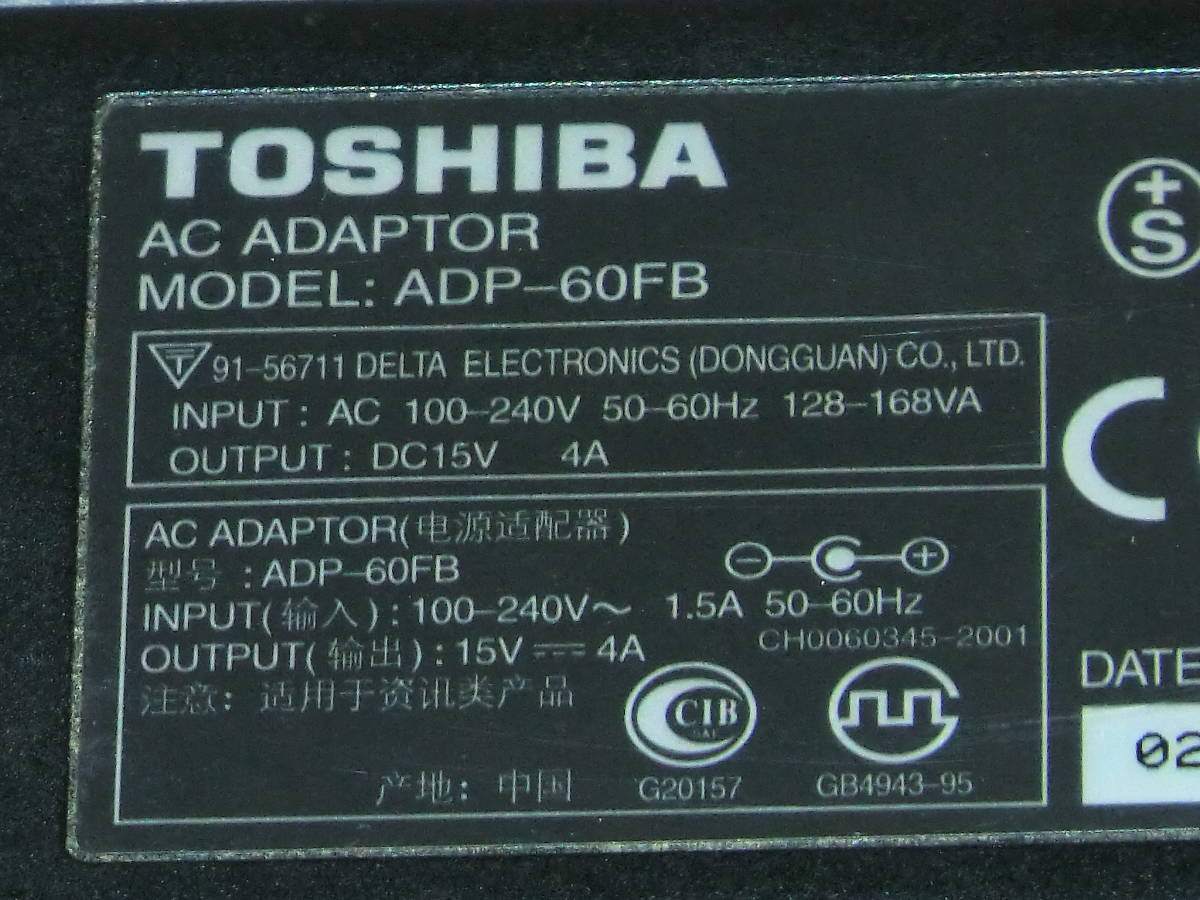 TOSHIBA
AC ADAPTOR
MODEL: ADP-60FB
91-56711 DELTA ELECTRONICS (DONGGUAN) CO., LTD.
INPUT : AC 100-240V 50-60Hz 128-168VA
OUTPUT : DC15V 4A
AC ADAPTOR(电源适配器)
型号 : ADP-60FB
INPUT(输入) : 100-240V~ 1.5A 50-60Hz
CH0060345-2001
OUTPUT(输出) : 15V⎓ 4A
注意: 适用于资讯类产品
CIB
产地: 中国
G20157
GB4943-95
+S
CE
DATE
02